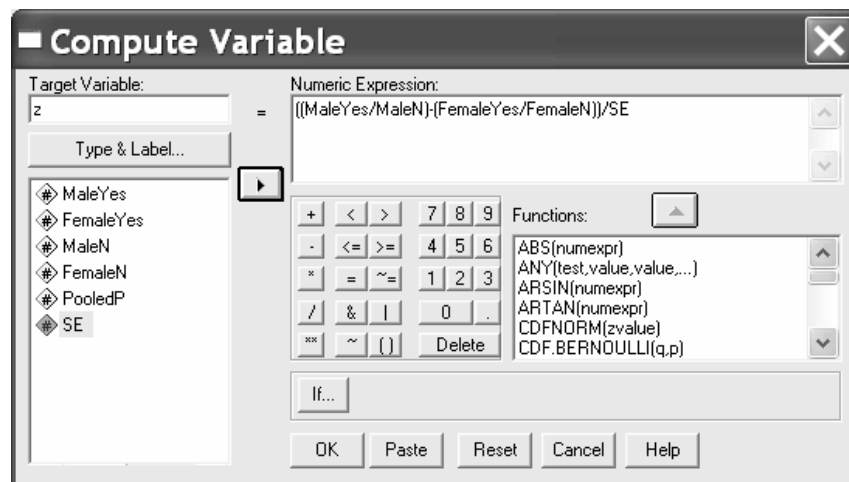 Compute Variable
Target Variable:
z
Type & Label...
MaleYes
FemaleYes
MaleN
FemaleN
PooledP
SE
=
Numeric Expression:
((MaleYes/MaleN)-(FemaleYes/FemaleN))/SE
+ < > 7 8 9
- <= >= 4 5 6
* = ~= 1 2 3
/ & | 0 .
** ~ () Delete
Functions:
ABS(numexpr)
ANY(test,value,value,...)
ARSIN(numexpr)
ARTAN(numexpr)
CDFNORM(zvalue)
CDF.BERNOULLI(q,p)
If...
OK Paste Reset Cancel Help